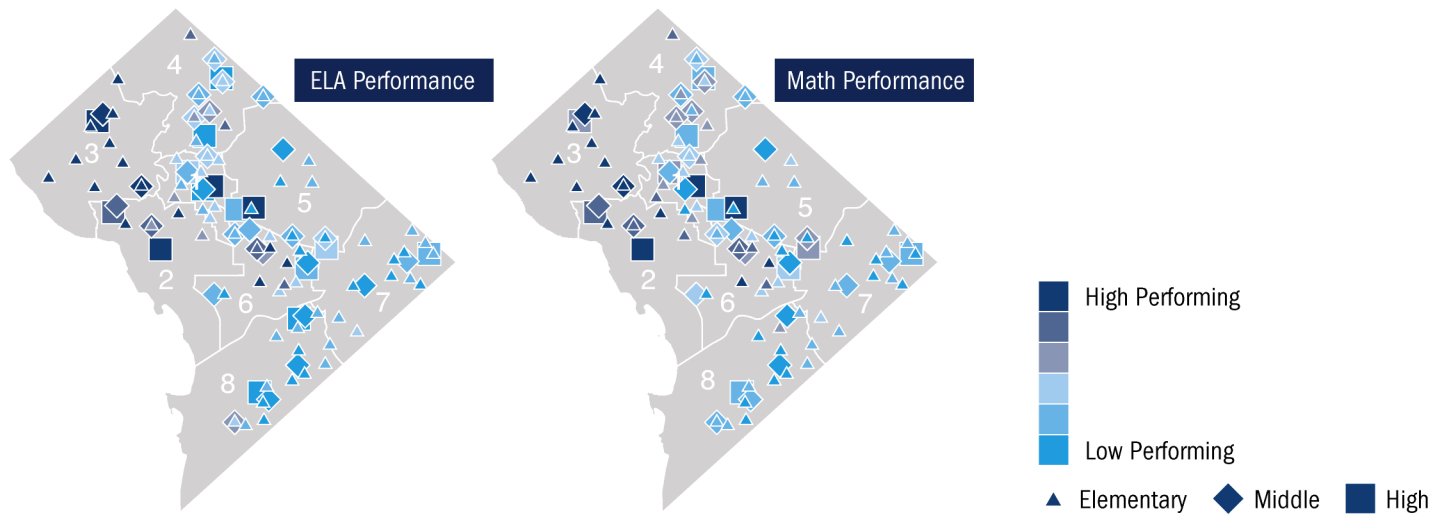 ELA Performance
Math Performance
4
3
5
2
6
7
8
4
3
5
2
6
7
8
High Performing
Low Performing
Elementary
Middle
High